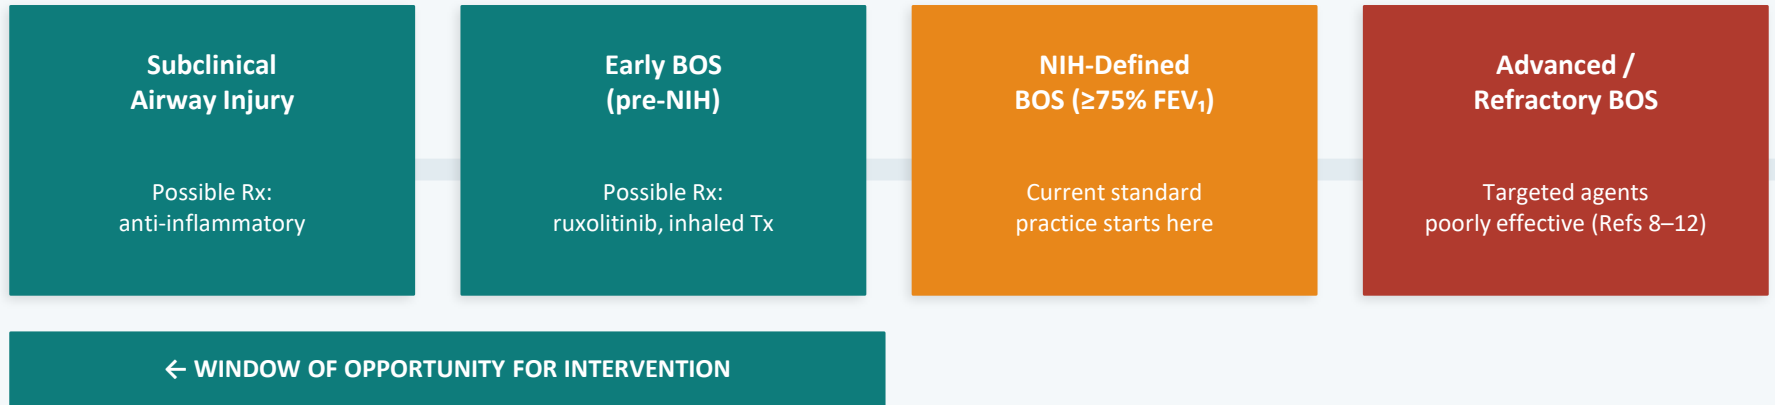 Subclinical
Airway Injury
Possible Rx:
anti-inflammatory
Early BOS
(pre-NIH)
Possible Rx:
ruxolitinib, inhaled Tx
NIH-Defined
BOS (≥75% FEV₁)
Current standard
practice starts here
Advanced /
Refractory BOS
Targeted agents
poorly effective (Refs 8–12)
← WINDOW OF OPPORTUNITY FOR INTERVENTION